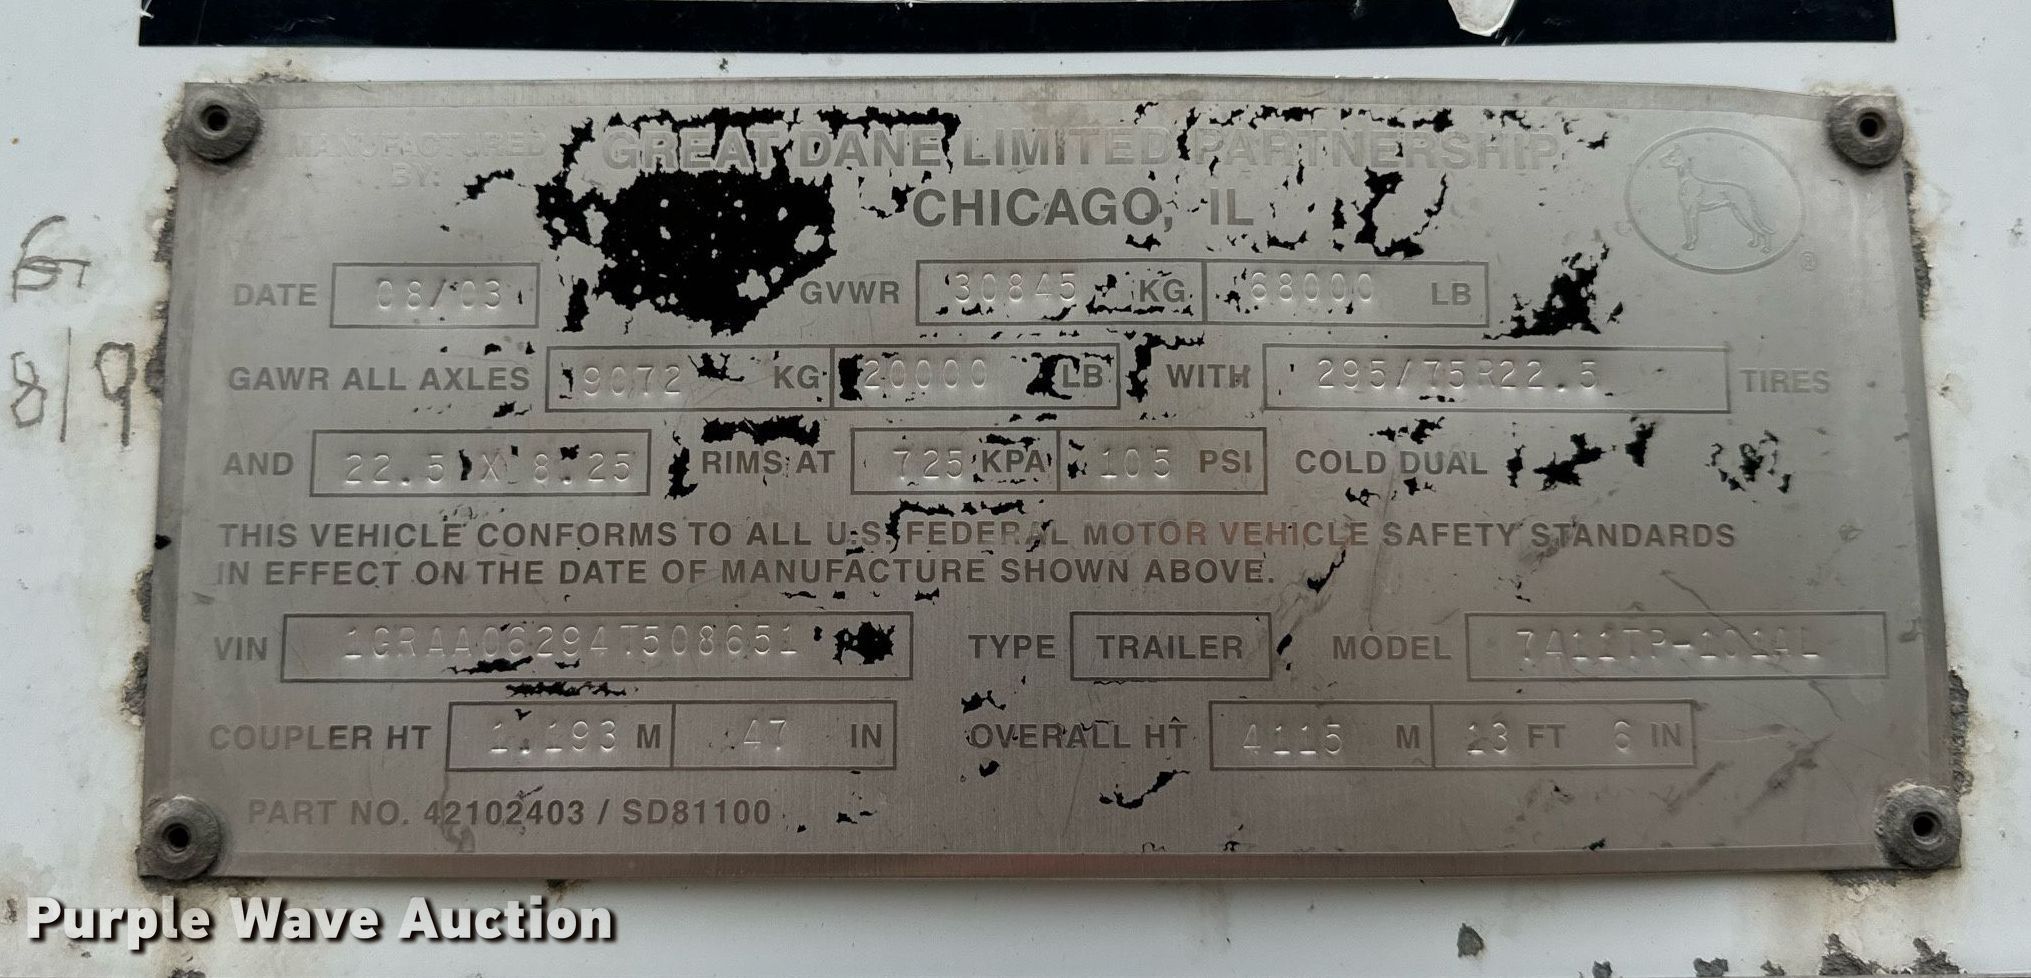 MANUFACTURED BY:
GREAT DANE LIMITED PARTNERSHIP
CHICAGO, IL
®
DATE 08/03 GVWR 30845 KG 68000 LB
GAWR ALL AXLES 9072 KG 20000 LB WITH 295/75R22.5 TIRES
AND 22.5 X 8.25 RIMS AT 725 KPA 105 PSI COLD DUAL
THIS VEHICLE CONFORMS TO ALL U.S. FEDERAL MOTOR VEHICLE SAFETY STANDARDS
IN EFFECT ON THE DATE OF MANUFACTURE SHOWN ABOVE.
VIN 1GRAA06294T508651 TYPE TRAILER MODEL 7A11TP-1014L
COUPLER HT 1.193 M 47 IN OVERALL HT 4115 M 13 FT 6 IN
PART NO. 42102403 / SD81100
8/9
Purple Wave Auction